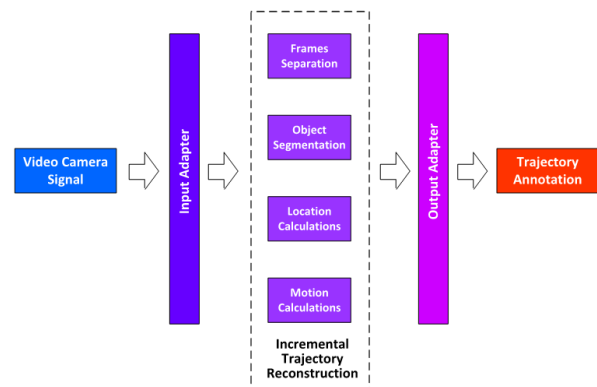 Video Camera
Signal
Input Adapter
Frames
Separation
Object
Segmentation
Location
Calculations
Motion
Calculations
Incremental
Trajectory
Reconstruction
Output Adapter
Trajectory
Annotation